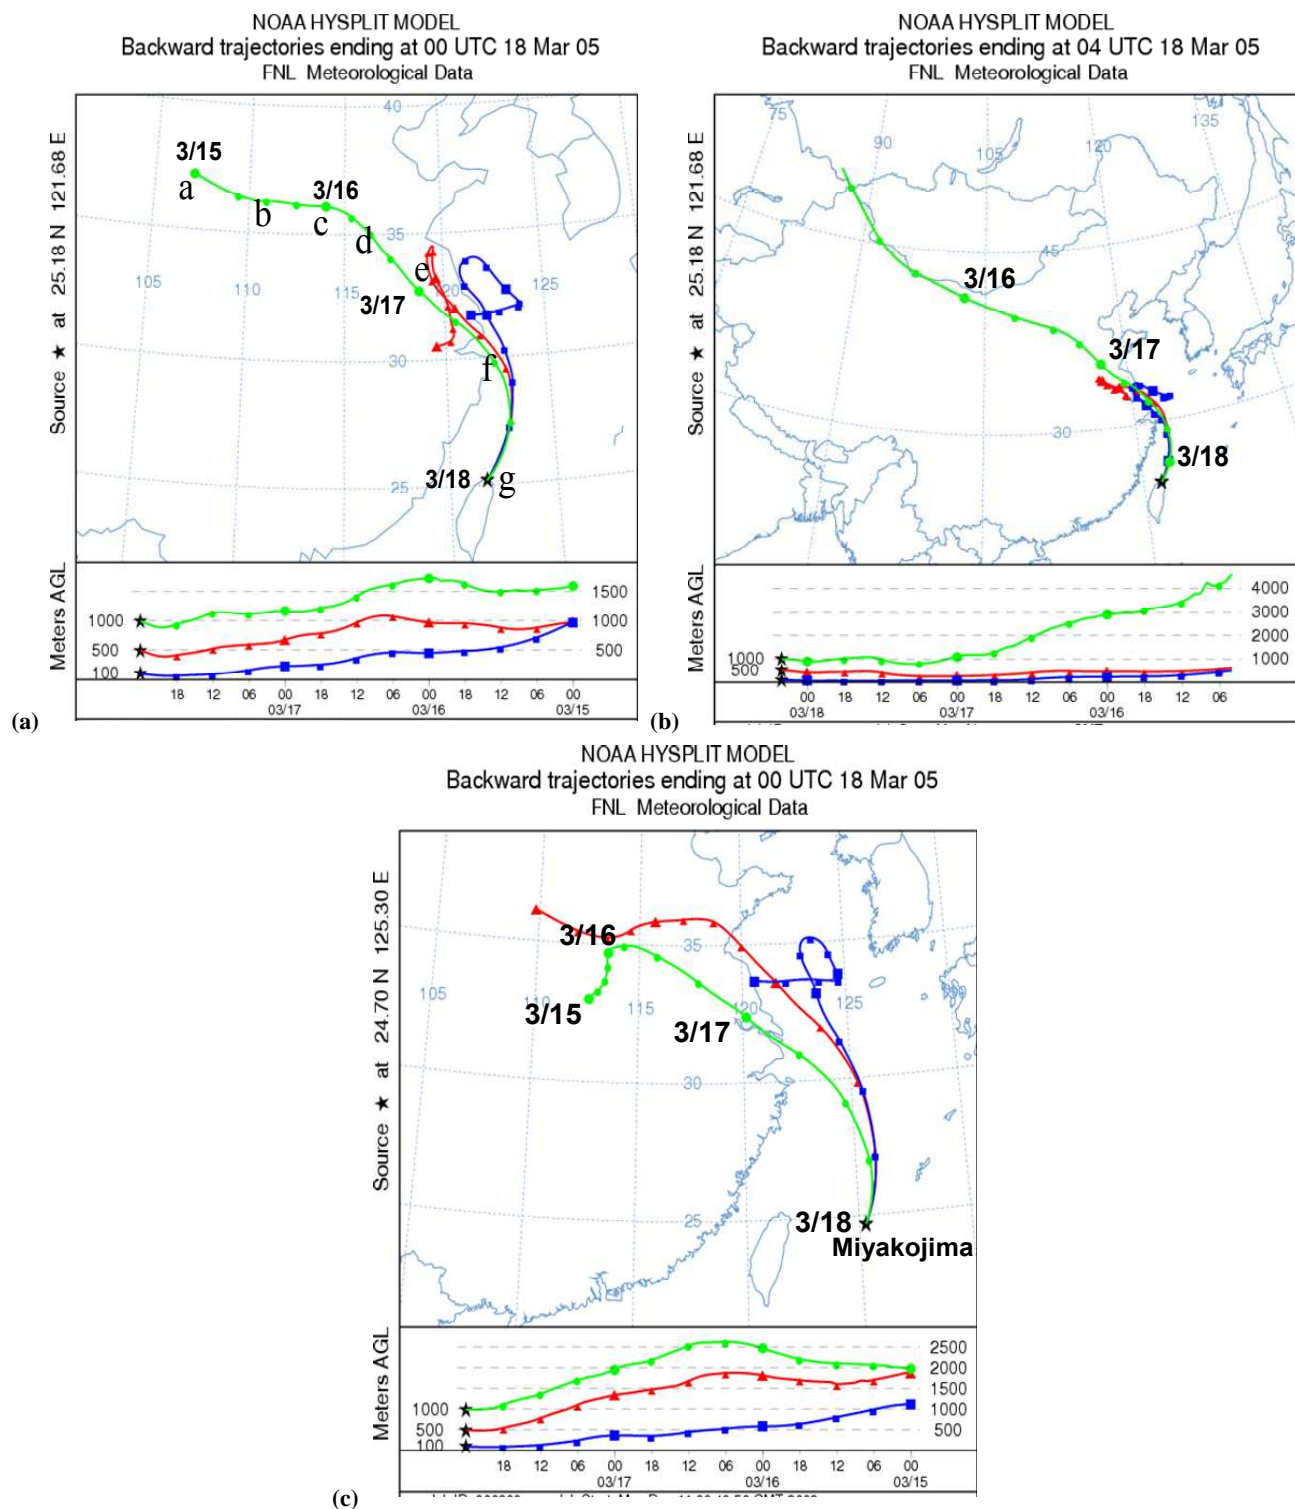 NOAA HYSPLIT MODEL
Backward trajectories ending at 00 UTC 18 Mar 05
FNL Meteorological Data
Source ★ at 25.18 N 121.68 E
40
35
30
25
105
110
115
120
125
3/15
a
b
3/16
c
d
e
3/17
f
3/18
g
Meters AGL
1500
1000
500
1000
500
100
18 12 06 00 18 12 06 00 18 12 06 00
03/17 03/16 03/15
(a)
NOAA HYSPLIT MODEL
Backward trajectories ending at 04 UTC 18 Mar 05
FNL Meteorological Data
Source ★ at 25.18 N 121.68 E
75
90
105
120
135
45
30
3/16
3/17
3/18
Meters AGL
4000
3000
2000
1000
1000
500
00 18 12 06 00 18 12 06 00 18 12 06
03/18 03/17 03/16
(b)
NOAA HYSPLIT MODEL
Backward trajectories ending at 00 UTC 18 Mar 05
FNL Meteorological Data
Source ★ at 24.70 N 125.30 E
105
110
115
120
125
35
30
25
3/16
3/15
3/17
3/18
Miyakojima
Meters AGL
2500
2000
1500
1000
500
1000
500
100
18 12 06 00 18 12 06 00 18 12 06 00
03/17 03/16 03/15
(c)